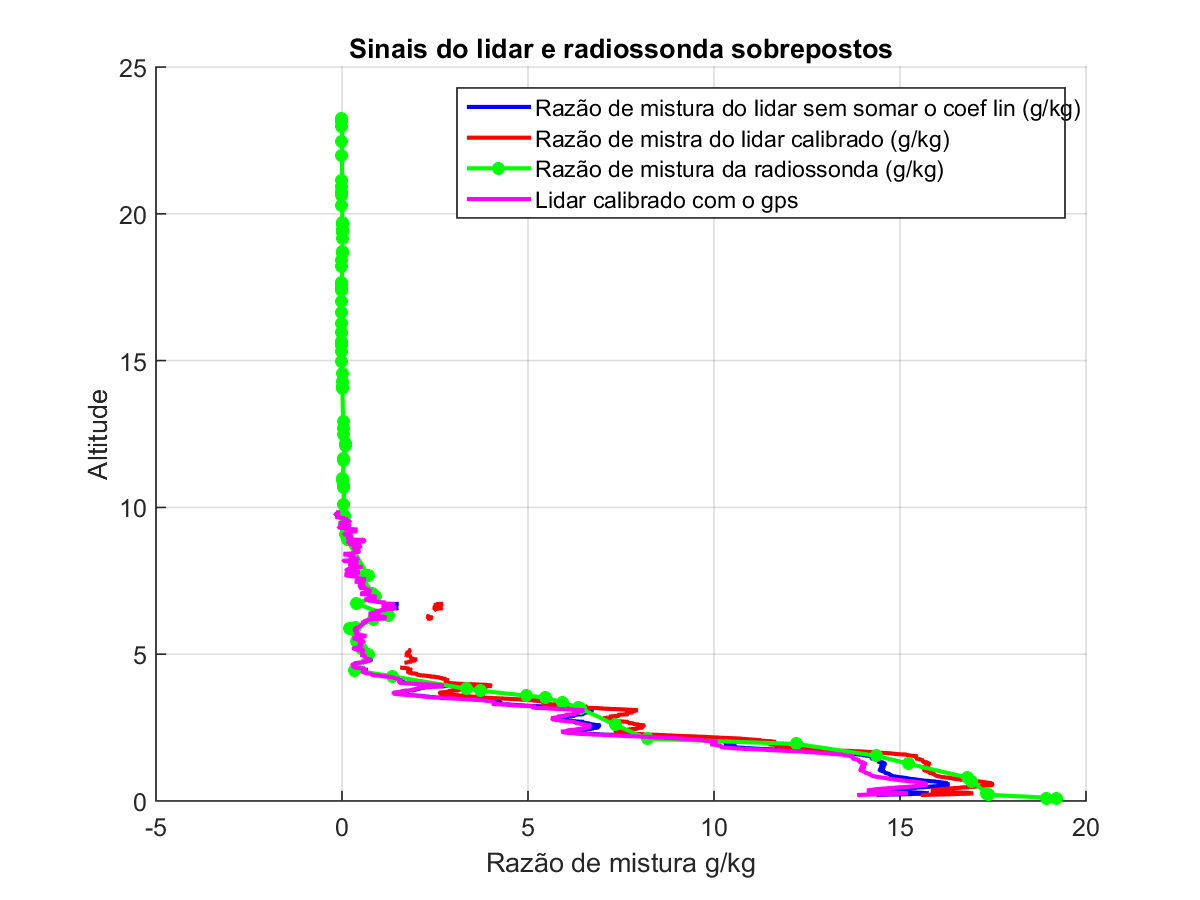 Sinais do lidar e radiossonda sobrepostos
25
Razão de mistura do lidar sem somar o coef lin (g/kg)
Razão de mistra do lidar calibrado (g/kg)
Razão de mistura da radiossonda (g/kg)
Lidar calibrado com o gps
20
15
Altitude
10
5
0
-5 0 5 10 15 20
Razão de mistura g/kg